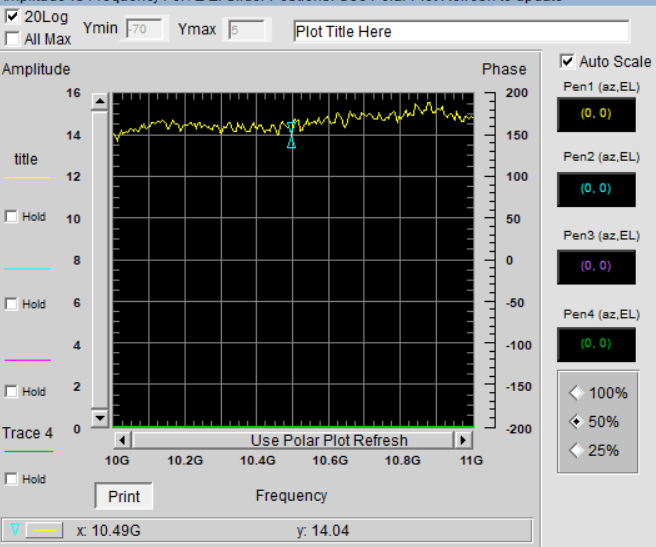 20Log
All Max
Ymin -70
Ymax 5
Plot Title Here
Auto Scale
Amplitude
Phase
Pen1 (az,EL)
(0, 0)
Pen2 (az,EL)
(0, 0)
Pen3 (az,EL)
(0, 0)
Pen4 (az,EL)
(0, 0)
100%
50%
25%
title
Hold
Hold
Hold
Trace 4
Hold
16
14
12
10
8
6
4
2
0
200
150
100
50
0
-50
-100
-150
-200
Use Polar Plot Refresh
10G 10.2G 10.4G 10.6G 10.8G 11G
Print
Frequency
x: 10.49G y: 14.04